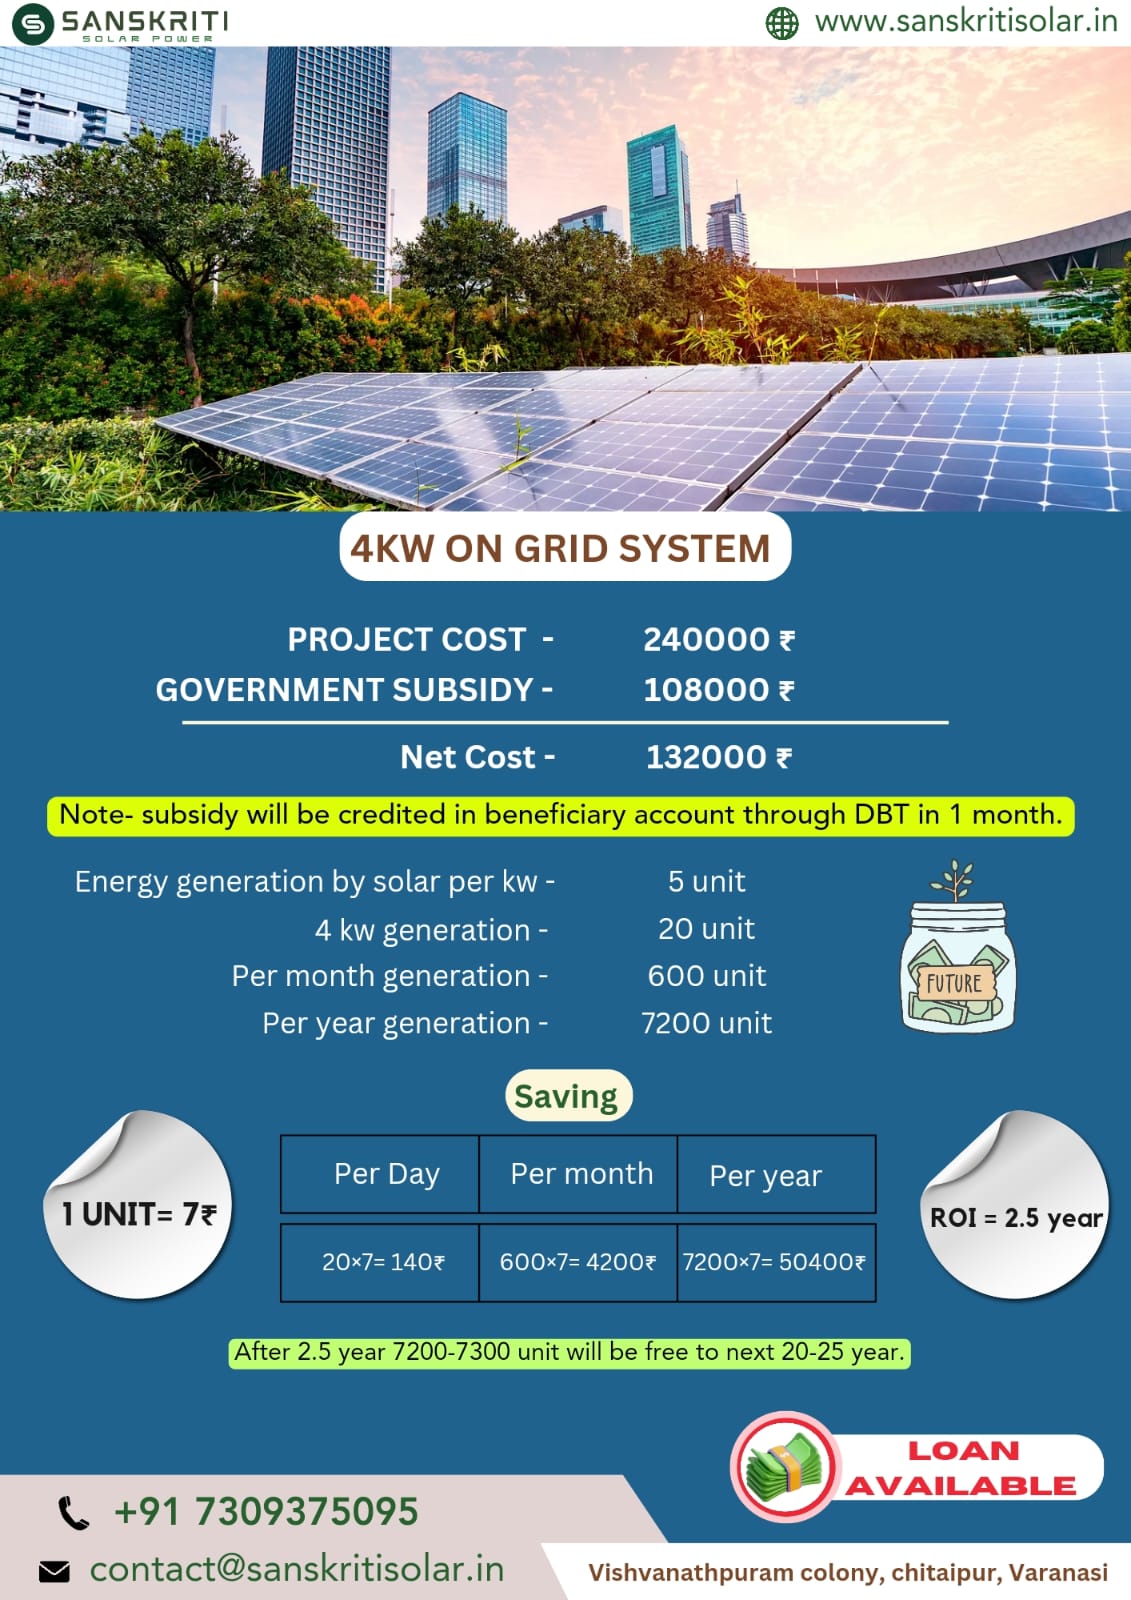 SANSKRITI
SOLAR POWER
www.sanskritisolar.in
4KW ON GRID SYSTEM
PROJECT COST - 240000 ₹
GOVERNMENT SUBSIDY - 108000 ₹
Net Cost - 132000 ₹
Note- subsidy will be credited in beneficiary account through DBT in 1 month.
Energy generation by solar per kw - 5 unit
4 kw generation - 20 unit
Per month generation - 600 unit
Per year generation - 7200 unit
FUTURE
Saving
Per Day Per month Per year
1 UNIT= 7₹
20×7= 140₹ 600×7= 4200₹ 7200×7= 50400₹
ROI = 2.5 year
After 2.5 year 7200-7300 unit will be free to next 20-25 year.
LOAN
AVAILABLE
+91 7309375095
contact@sanskritisolar.in
Vishvanathpuram colony, chitaipur, Varanasi